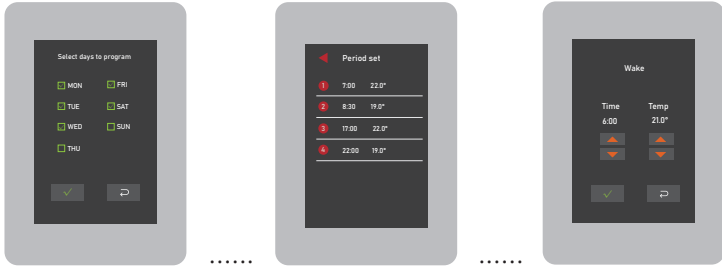 Select days to program
MON FRI
TUE SAT
WED SUN
THU
Period set
1 7:00 22.0°
2 8:30 19.0°
3 17:00 22.0°
4 22:00 19.0°
Wake
Time Temp
6:00 21.0°
......
......